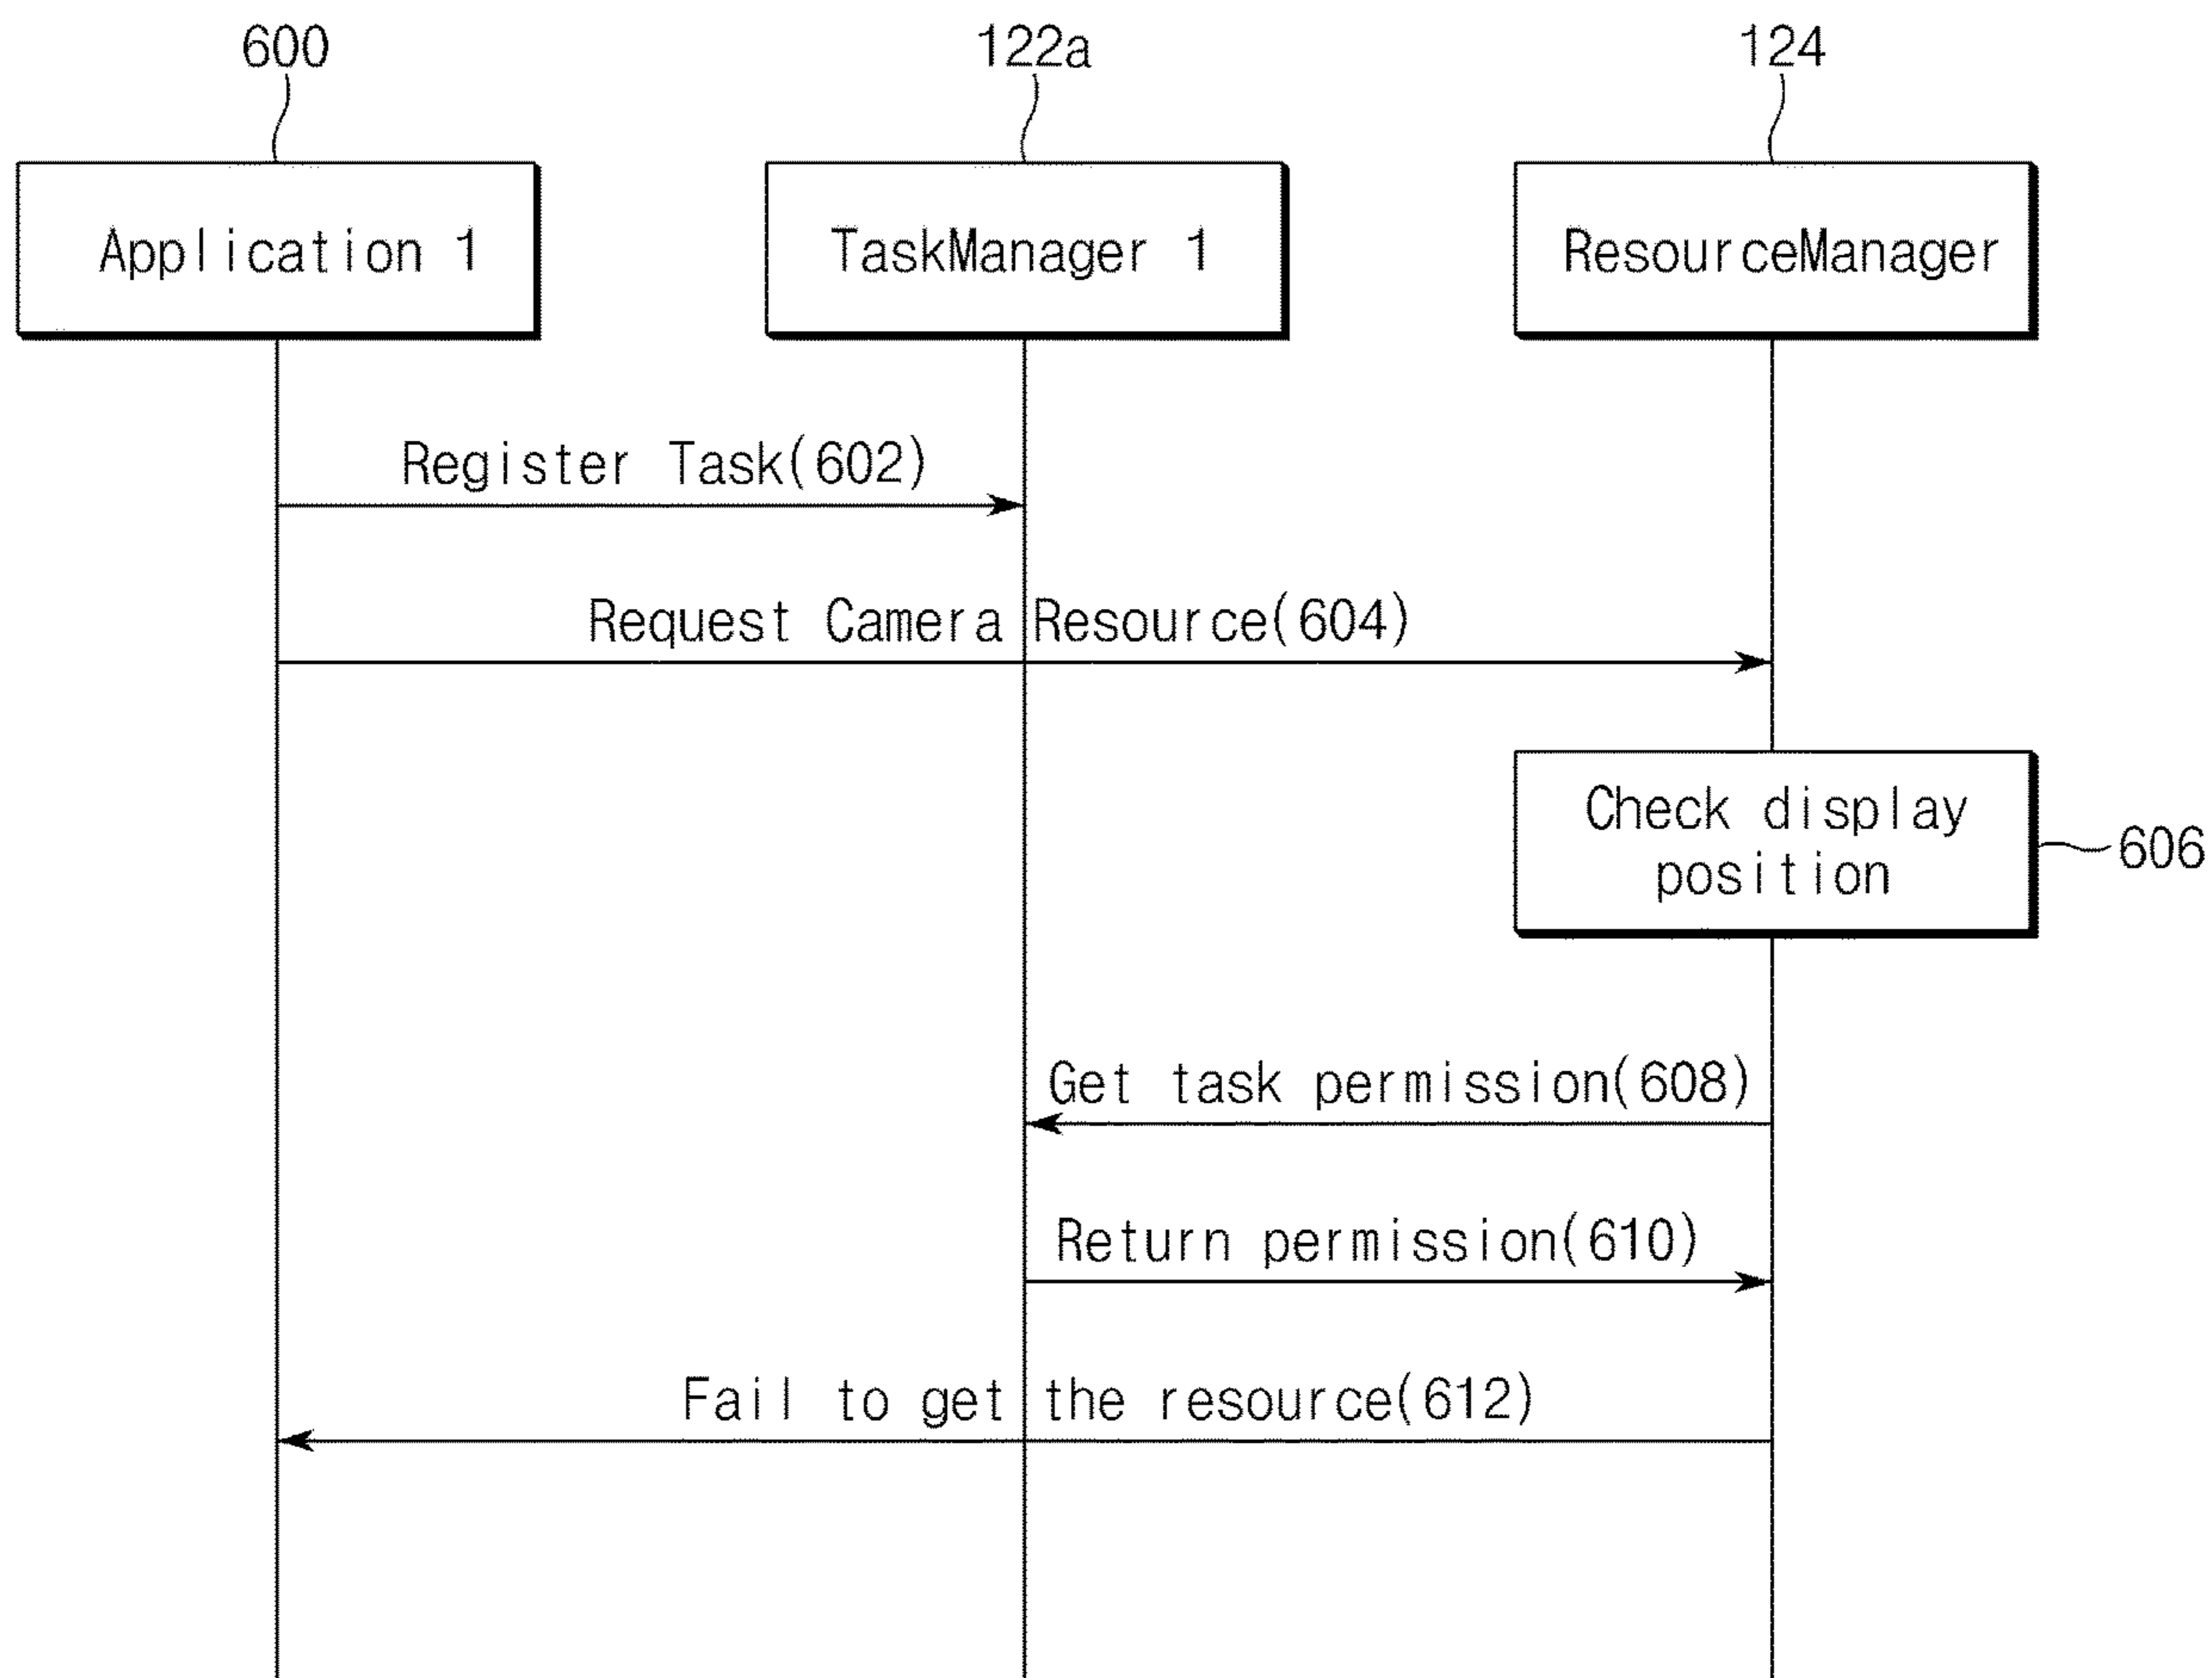 600
122a
124
Application 1
TaskManager 1
ResourceManager
Register Task(602)
Request Camera Resource(604)
Check display
position
606
Get task permission(608)
Return permission(610)
Fail to get the resource(612)